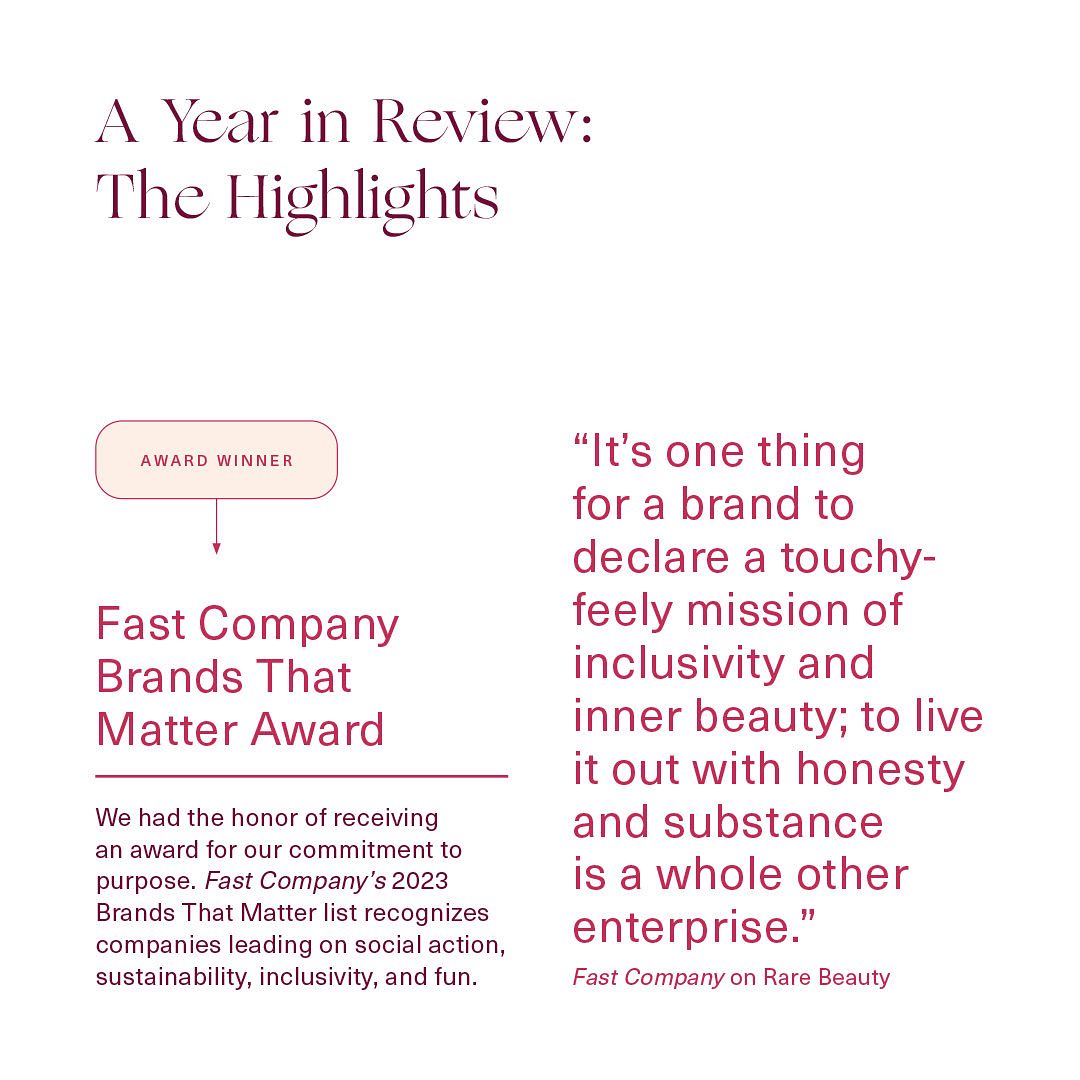 A Year in Review:
The Highlights
AWARD WINNER
Fast Company
Brands That
Matter Award
We had the honor of receiving
an award for our commitment to
purpose. Fast Company’s 2023
Brands That Matter list recognizes
companies leading on social action,
sustainability, inclusivity, and fun.
“It’s one thing
for a brand to
declare a touchy-
feely mission of
inclusivity and
inner beauty; to live
it out with honesty
and substance
is a whole other
enterprise.”
Fast Company on Rare Beauty